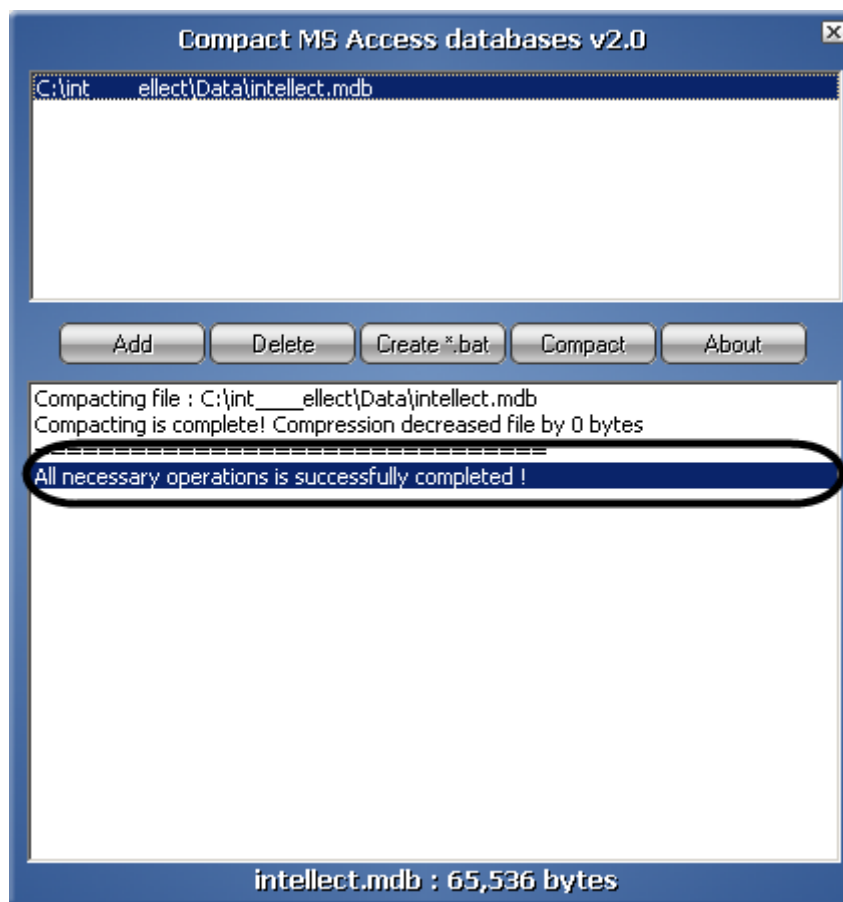 Compact MS Access databases v2.0
C:\int____ellect\Data\intellect.mdb
Add Delete Create *.bat Compact About
Compacting file : C:\int____ellect\Data\intellect.mdb
Compacting is complete! Compression decreased file by 0 bytes
================================
All necessary operations is successfully completed !
intellect.mdb : 65,536 bytes